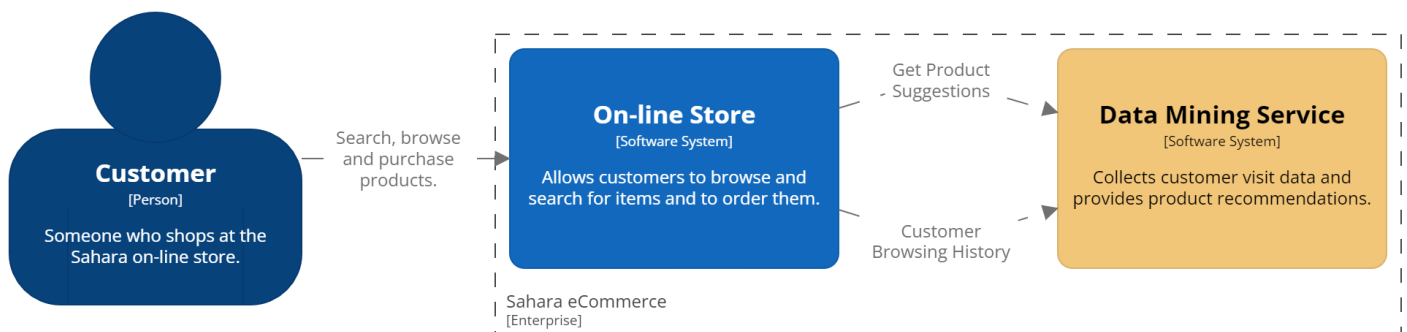 Customer
[Person]
Someone who shops at the
Sahara on-line store.
Search, browse
and purchase
products.
On-line Store
[Software System]
Allows customers to browse and
search for items and to order them.
Get Product
Suggestions
Customer
Browsing History
Data Mining Service
[Software System]
Collects customer visit data and
provides product recommendations.
Sahara eCommerce
[Enterprise]